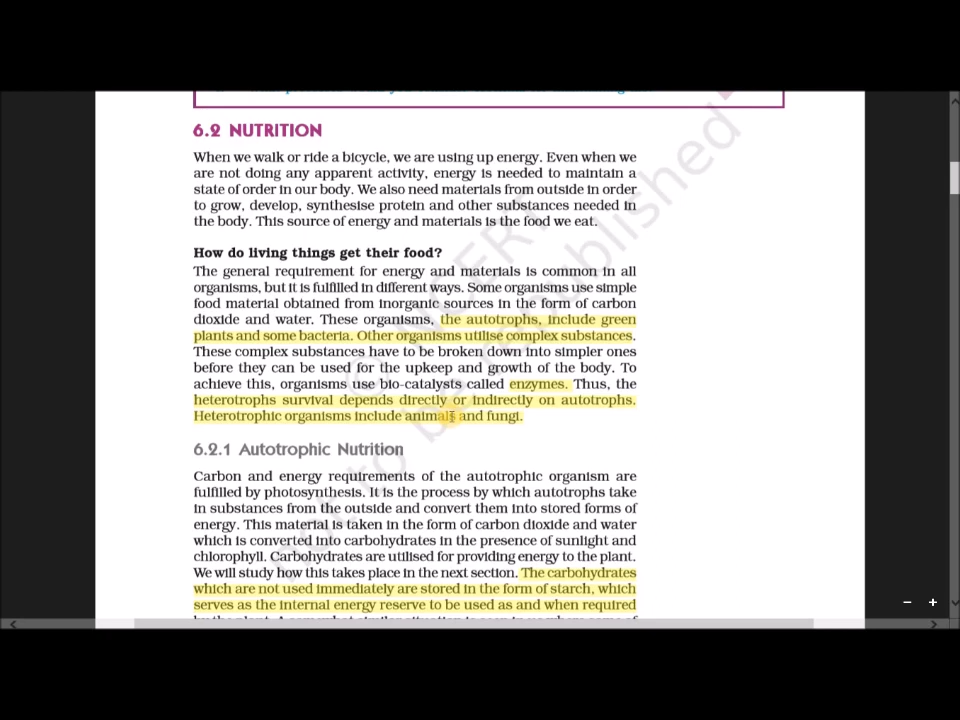 6.2 NUTRITION
When we walk or ride a bicycle, we are using up energy. Even when we
are not doing any apparent activity, energy is needed to maintain a
state of order in our body. We also need materials from outside in order
to grow, develop, synthesise protein and other substances needed in
the body. This source of energy and materials is the food we eat.
How do living things get their food?
The general requirement for energy and materials is common in all
organisms, but it is fulfilled in different ways. Some organisms use simple
food material obtained from inorganic sources in the form of carbon
dioxide and water. These organisms, the autotrophs, include green
plants and some bacteria. Other organisms utilise complex substances.
These complex substances have to be broken down into simpler ones
before they can be used for the upkeep and growth of the body. To
achieve this, organisms use bio-catalysts called enzymes. Thus, the
heterotrophs survival depends directly or indirectly on autotrophs.
Heterotrophic organisms include animals and fungi.
6.2.1 Autotrophic Nutrition
Carbon and energy requirements of the autotrophic organism are
fulfilled by photosynthesis. It is the process by which autotrophs take
in substances from the outside and convert them into stored forms of
energy. This material is taken in the form of carbon dioxide and water
which is converted into carbohydrates in the presence of sunlight and
chlorophyll. Carbohydrates are utilised for providing energy to the plant.
We will study how this takes place in the next section. The carbohydrates
which are not used immediately are stored in the form of starch, which
serves as the internal energy reserve to be used as and when required
© NCERT
not to be republished